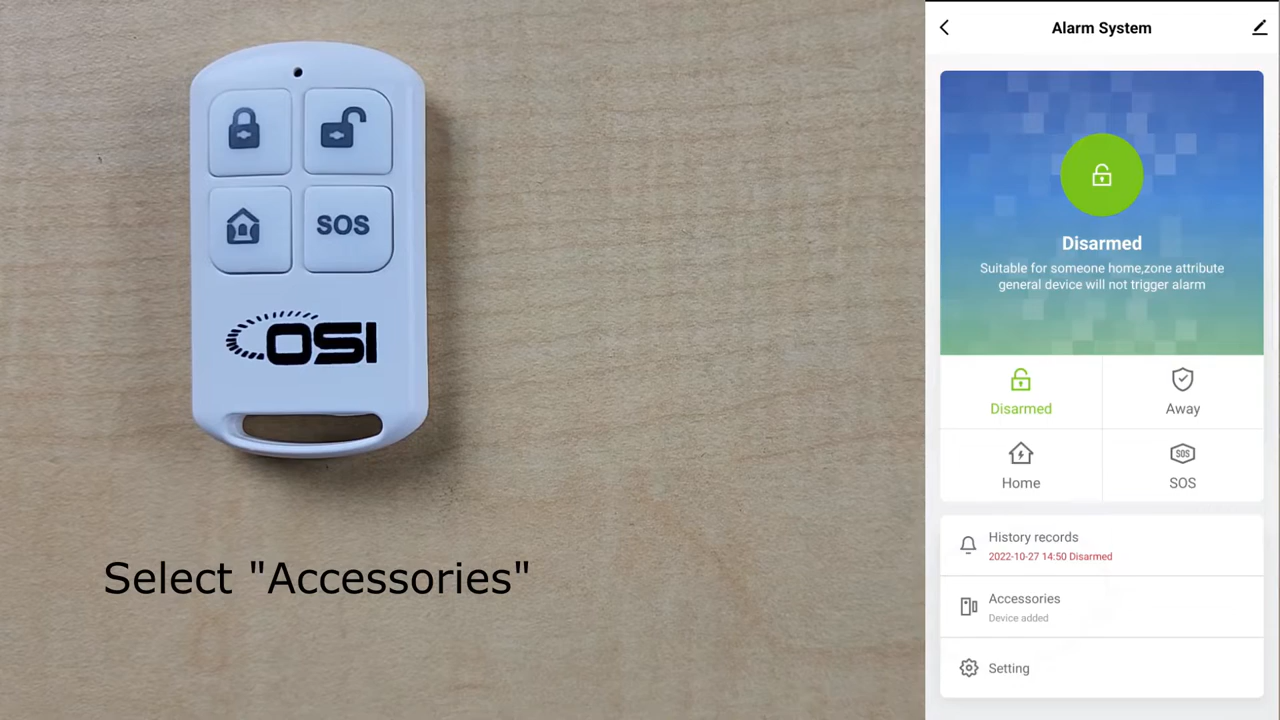 SOS
OSI
Select "Accessories"
Alarm System
Disarmed
Suitable for someone home,zone attribute
general device will not trigger alarm
Disarmed
Away
Home
SOS
SOS
History records
2022-10-27 14:50 Disarmed
Accessories
Device added
Setting